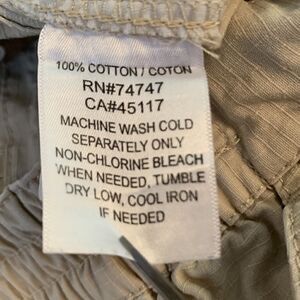 100% COTTON / COTON
RN#74747
CA#45117
MACHINE WASH COLD
SEPARATELY ONLY
NON-CHLORINE BLEACH
WHEN NEEDED, TUMBLE
DRY LOW, COOL IRON
IF NEEDED